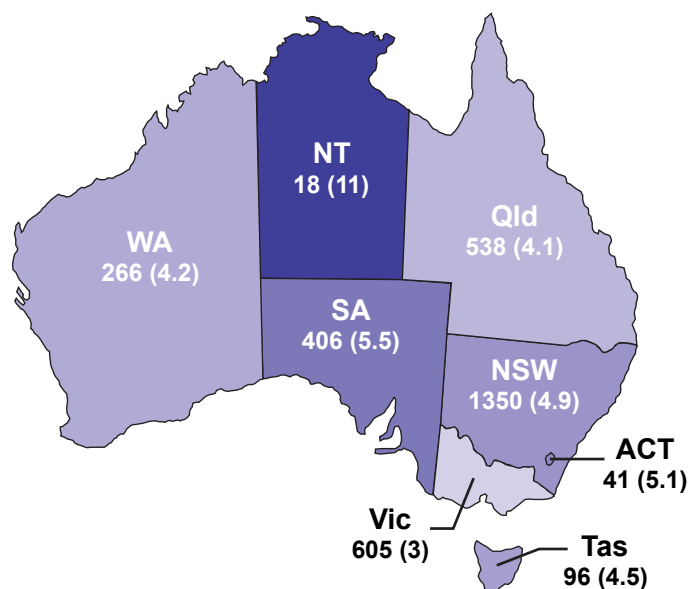 NT
18 (11)
Qld
538 (4.1)
WA
266 (4.2)
SA
406 (5.5)
NSW
1350 (4.9)
ACT
41 (5.1)
Vic
605 (3)
Tas
96 (4.5)